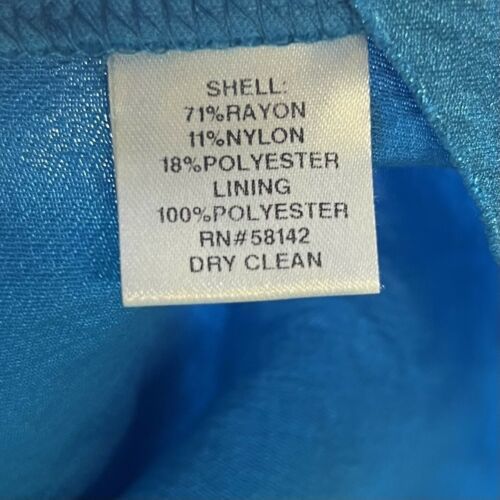 SHELL:
71%RAYON
11%NYLON
18%POLYESTER
LINING
100%POLYESTER
RN#58142
DRY CLEAN